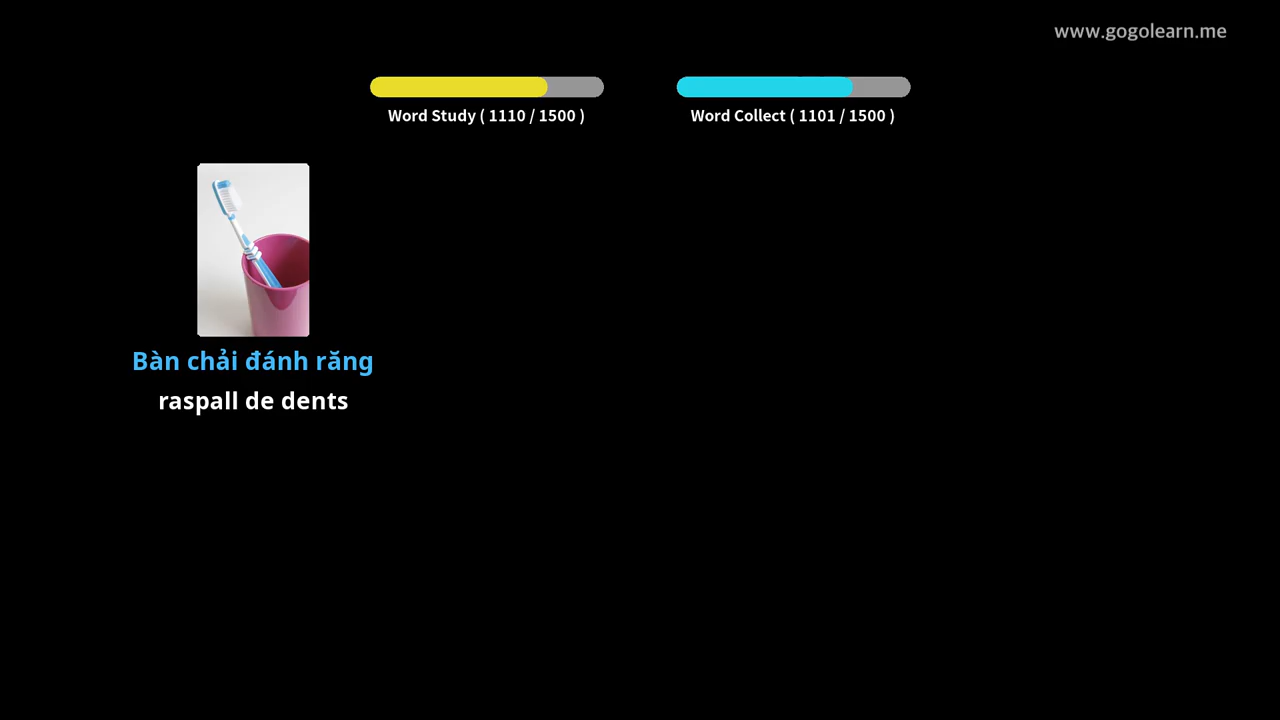 www.gogolearn.me
Word Study ( 1110 / 1500 )
Word Collect ( 1101 / 1500 )
Bàn chải đánh răng
raspall de dents